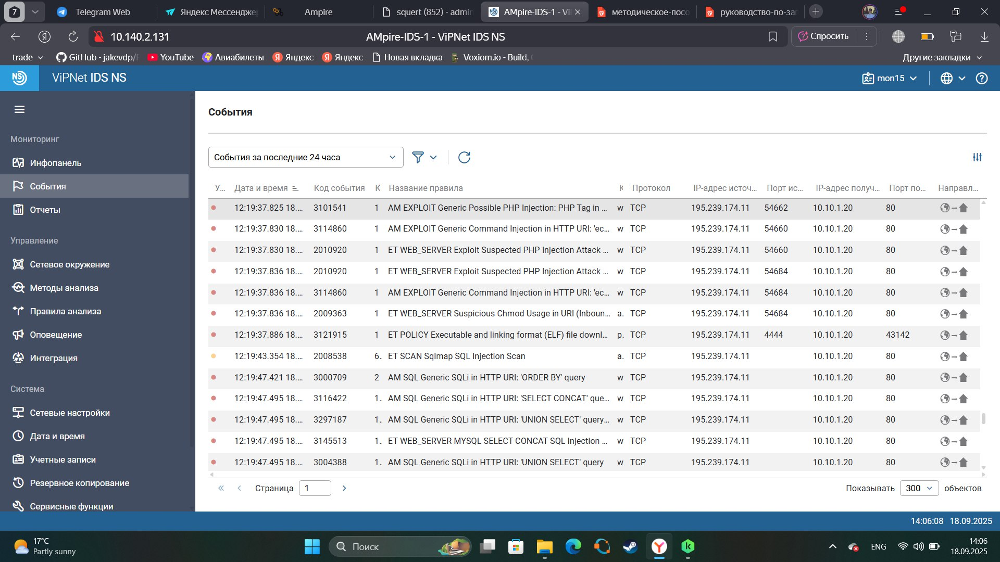 7
Telegram Web
Яндекс Мессендже
Ampire
squert (852) - admin
AMpire-IDS-1 - Vi
методическое-посо
руководство-по-за
10.140.2.131
AMpire-IDS-1 - ViPNet IDS NS
Спросить
trade
GitHub - jakevdp/
YouTube
Авиабилеты
Яндекс
Яндекс
Новая вкладка
Voxiom.io - Build,
Другие закладки
NS
ViPNet IDS NS
mon15
Мониторинг
Инфопанель
События
Отчеты
Управление
Сетевое окружение
Методы анализа
Правила анализа
Оповещение
Интеграция
Система
Сетевые настройки
Дата и время
Учетные записи
Резервное копирование
Сервисные функции
События
События за последние 24 часа
У... Дата и время Код события К Название правила К Протокол IP-адрес источ... Порт ис... IP-адрес получ... Порт по... Направл...
12:19:37.825 18.... 3101541 1 AM EXPLOIT Generic Possible PHP Injection: PHP Tag in ... w TCP 195.239.174.11 54662 10.10.1.20 80
12:19:37.830 18.... 3114860 1 AM EXPLOIT Generic Command Injection in HTTP URI: 'ec... w TCP 195.239.174.11 54660 10.10.1.20 80
12:19:37.830 18.... 2010920 1 ET WEB_SERVER Exploit Suspected PHP Injection Attack ... w TCP 195.239.174.11 54660 10.10.1.20 80
12:19:37.836 18.... 2010920 1 ET WEB_SERVER Exploit Suspected PHP Injection Attack ... w TCP 195.239.174.11 54684 10.10.1.20 80
12:19:37.836 18.... 3114860 1 AM EXPLOIT Generic Command Injection in HTTP URI: 'ec... w TCP 195.239.174.11 54684 10.10.1.20 80
12:19:37.836 18.... 2009363 1 ET WEB_SERVER Suspicious Chmod Usage in URI (Inboun... a. TCP 195.239.174.11 54684 10.10.1.20 80
12:19:37.886 18.... 3121915 1 ET POLICY Executable and linking format (ELF) file downl... p. TCP 195.239.174.11 4444 10.10.1.20 43142
12:19:43.354 18.... 2008538 6. ET SCAN Sqlmap SQL Injection Scan a. TCP 195.239.174.11 10.10.1.20 80
12:19:47.421 18.... 3000709 2 AM SQL Generic SQLi in HTTP URI: 'ORDER BY' query w TCP 195.239.174.11 10.10.1.20 80
12:19:47.495 18.... 3116422 1. AM SQL Generic SQLi in HTTP URI: 'SELECT CONCAT' que... w TCP 195.239.174.11 10.10.1.20 80
12:19:47.495 18.... 3297187 1. AM SQL Generic SQLi in HTTP URI: 'UNION SELECT' query... w TCP 195.239.174.11 10.10.1.20 80
12:19:47.495 18.... 3145513 1. ET WEB_SERVER MYSQL SELECT CONCAT SQL Injection ... w TCP 195.239.174.11 10.10.1.20 80
12:19:47.495 18.... 3004388 1. AM SQL Generic SQLi in HTTP URI: 'UNION SELECT' query w TCP 195.239.174.11 10.10.1.20 80
Страница 1
Показывать 300 объектов
14:06:08 18.09.2025
17°C
Partly sunny
Поиск
ENG
14:06
18.09.2025